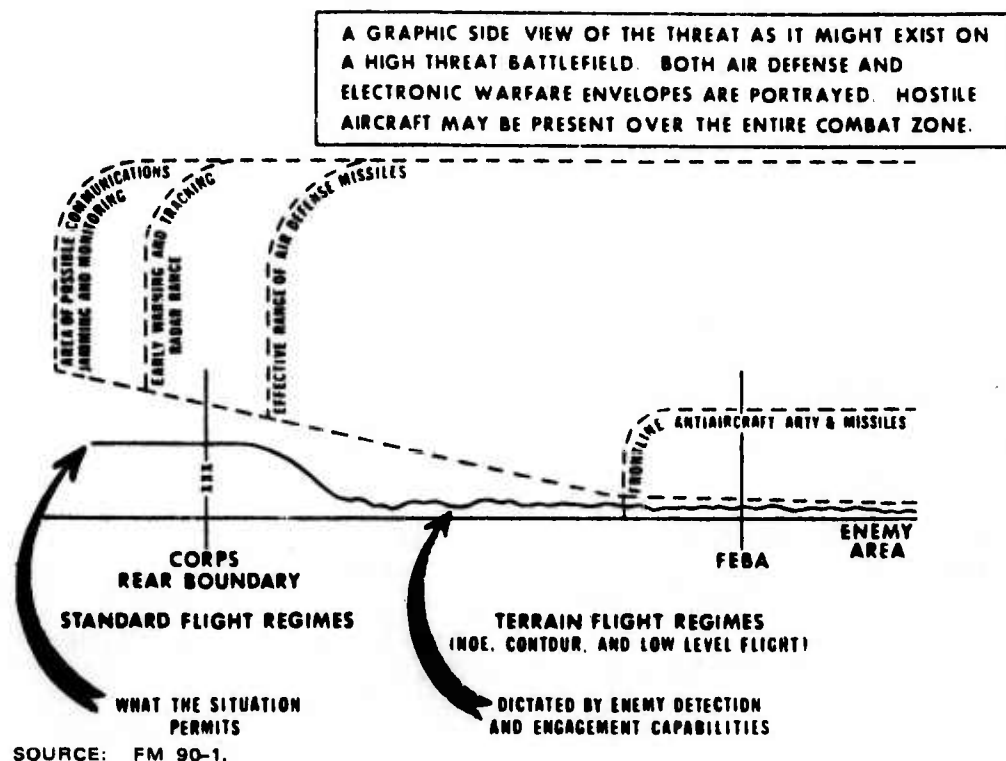 A GRAPHIC SIDE VIEW OF THE THREAT AS IT MIGHT EXIST ON
A HIGH THREAT BATTLEFIELD. BOTH AIR DEFENSE AND
ELECTRONIC WARFARE ENVELOPES ARE PORTRAYED. HOSTILE
AIRCRAFT MAY BE PRESENT OVER THE ENTIRE COMBAT ZONE.
AREA OF POSSIBLE COMMUNICATIONS
JAMMING AND MONITORING
EARLY WARNING AND TRACKING
RADAR RANGE
EFFECTIVE RANGE OF AIR DEFENSE MISSILES
FRONTLINE ANTIAIRCRAFT ARTY & MISSILES
XXX
CORPS
REAR BOUNDARY
FEBA
ENEMY
AREA
STANDARD FLIGHT REGIMES
TERRAIN FLIGHT REGIMES
(NOE, CONTOUR, AND LOW LEVEL FLIGHT)
WHAT THE SITUATION
PERMITS
DICTATED BY ENEMY DETECTION
AND ENGAGEMENT CAPABILITIES
SOURCE: FM 90-1.